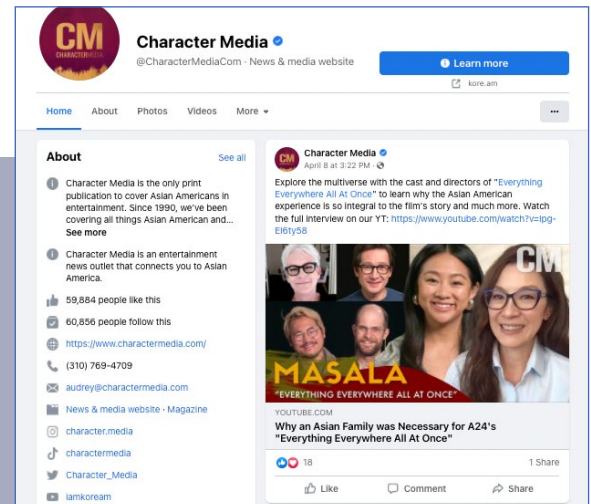 CM
CHARACTERMEDIA
Character Media
@CharacterMediaCom · News & media website
Learn more
kore.am
Home About Photos Videos More
About See all
Character Media is the only print
publication to cover Asian Americans in
entertainment. Since 1990, we've been
covering all things Asian American and...
See more
Character Media is an entertainment
news outlet that connects you to Asian
America.
59,884 people like this
60,856 people follow this
https://www.charactermedia.com/
(310) 769-4709
audrey@charactermedia.com
News & media website · Magazine
character.media
charactermedia
Character_Media
iamkoream
CM
Character Media
April 8 at 3:22 PM ·
Explore the multiverse with the cast and directors of "Everything
Everywhere All At Once" to learn why the Asian American
experience is so integral to the film's story and much more. Watch
the full interview on our YT: https://www.youtube.com/watch?v=Ipg-
EI6ty58
CM
MASALA
"EVERYTHING EVERYWHERE ALL AT ONCE"
YOUTUBE.COM
Why an Asian Family was Necessary for A24's
"Everything Everywhere All At Once"
18 1 Share
Like Comment Share